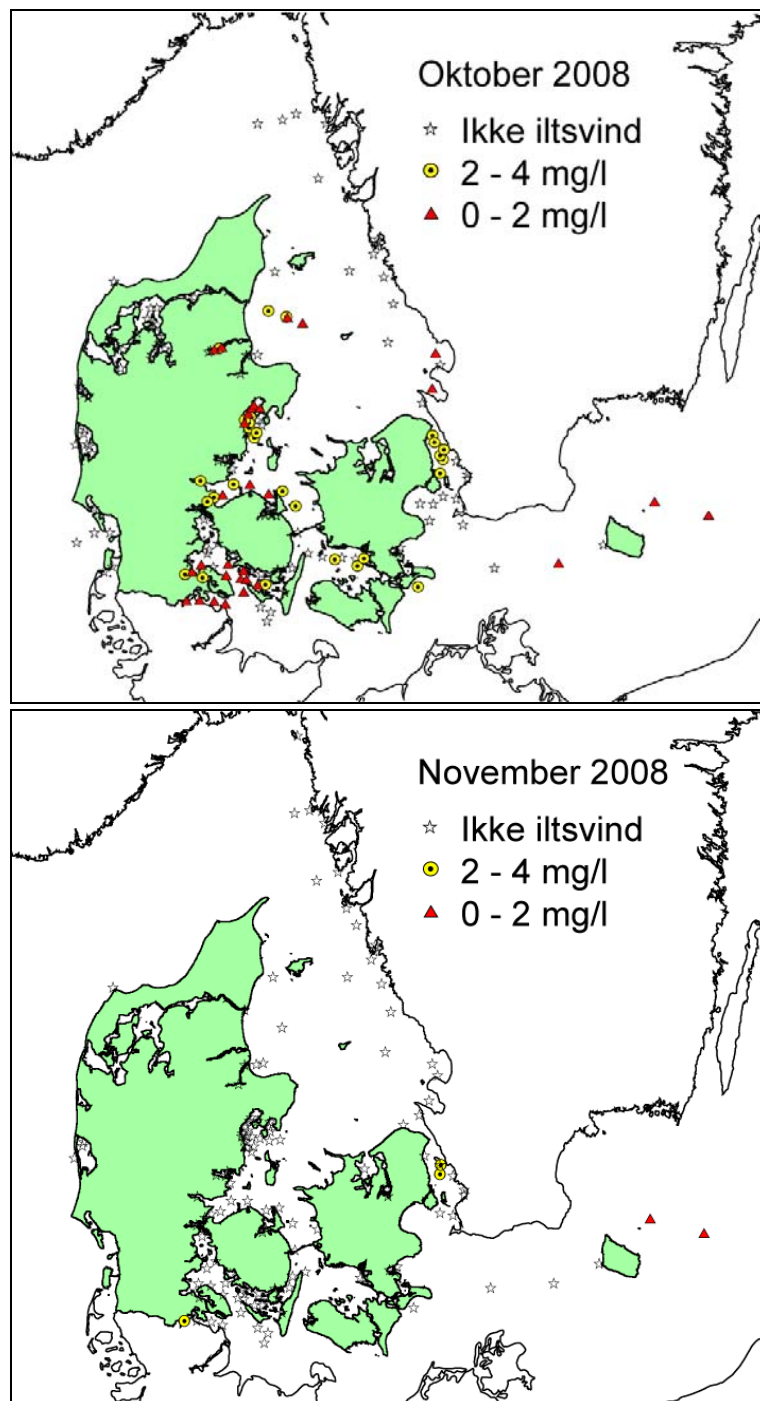 Oktober 2008
Ikke iltsvind
2 - 4 mg/l
0 - 2 mg/l
November 2008
Ikke iltsvind
2 - 4 mg/l
0 - 2 mg/l